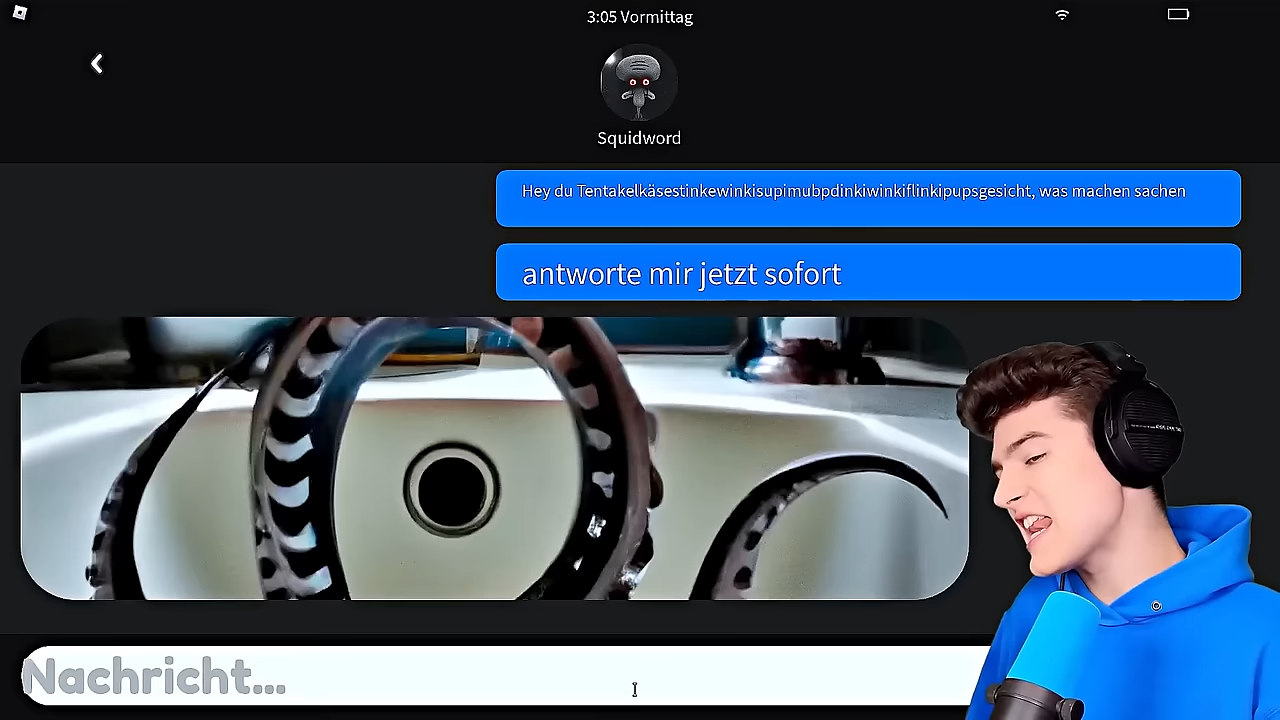 3:05 Vormittag
Squidword
Hey du Tentakelkäsestinkewinkisupimubpdinkiwinkiflinkipupsgesicht, was machen sachen
antworte mir jetzt sofort
Nachricht...